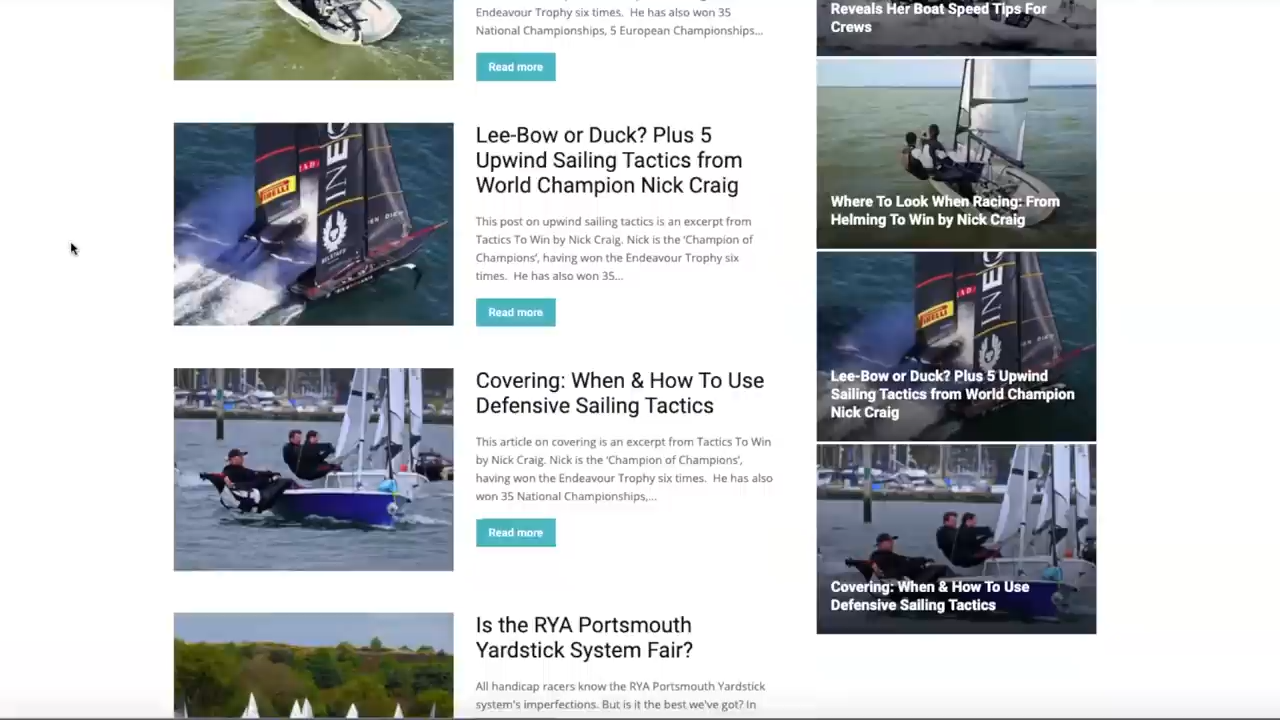 Endeavour Trophy six times.  He has also won 35
National Championships, 5 European Championships...
Read more
Lee-Bow or Duck? Plus 5
Upwind Sailing Tactics from
World Champion Nick Craig
This post on upwind sailing tactics is an excerpt from
Tactics To Win by Nick Craig. Nick is the ‘Champion of
Champions’, having won the Endeavour Trophy six
times.  He has also won 35...
Read more
PIRELLI
INEO
BELSTAFF
Covering: When & How To Use
Defensive Sailing Tactics
This article on covering is an excerpt from Tactics To Win
by Nick Craig. Nick is the ‘Champion of Champions’,
having won the Endeavour Trophy six times.  He has also
won 35 National Championships,...
Read more
Is the RYA Portsmouth
Yardstick System Fair?
All handicap racers know the RYA Portsmouth Yardstick
system's imperfections. But is it the best we've got? In
Reveals Her Boat Speed Tips For
Crews
Where To Look When Racing: From
Helming To Win by Nick Craig
PIRELLI
INEO
Lee-Bow or Duck? Plus 5 Upwind
Sailing Tactics from World Champion
Nick Craig
Covering: When & How To Use
Defensive Sailing Tactics